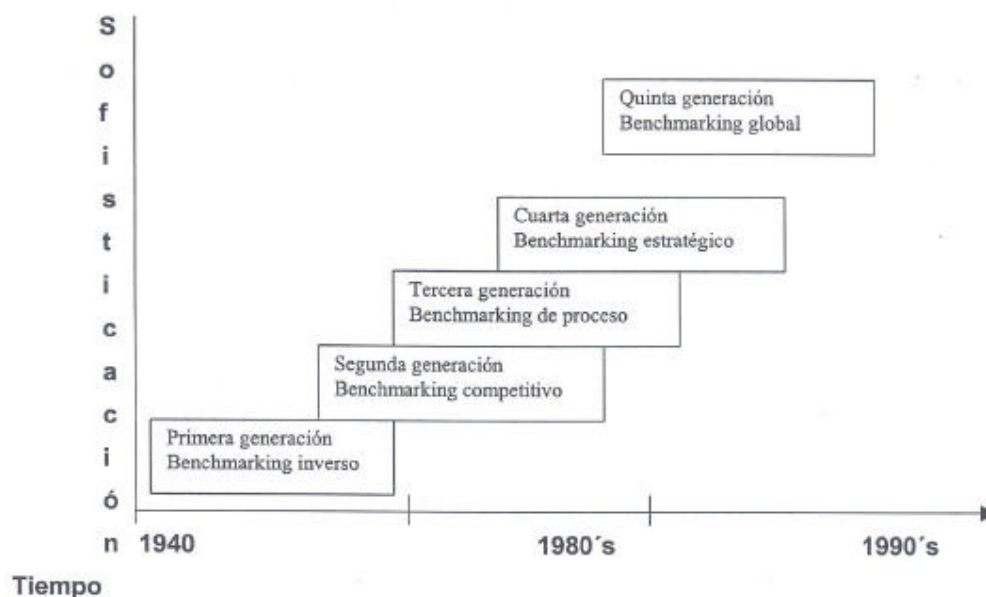 Sofisticación
Quinta generación
Benchmarking global
Cuarta generación
Benchmarking estratégico
Tercera generación
Benchmarking de proceso
Segunda generación
Benchmarking competitivo
Primera generación
Benchmarking inverso
1940
1980´s
1990´s
Tiempo